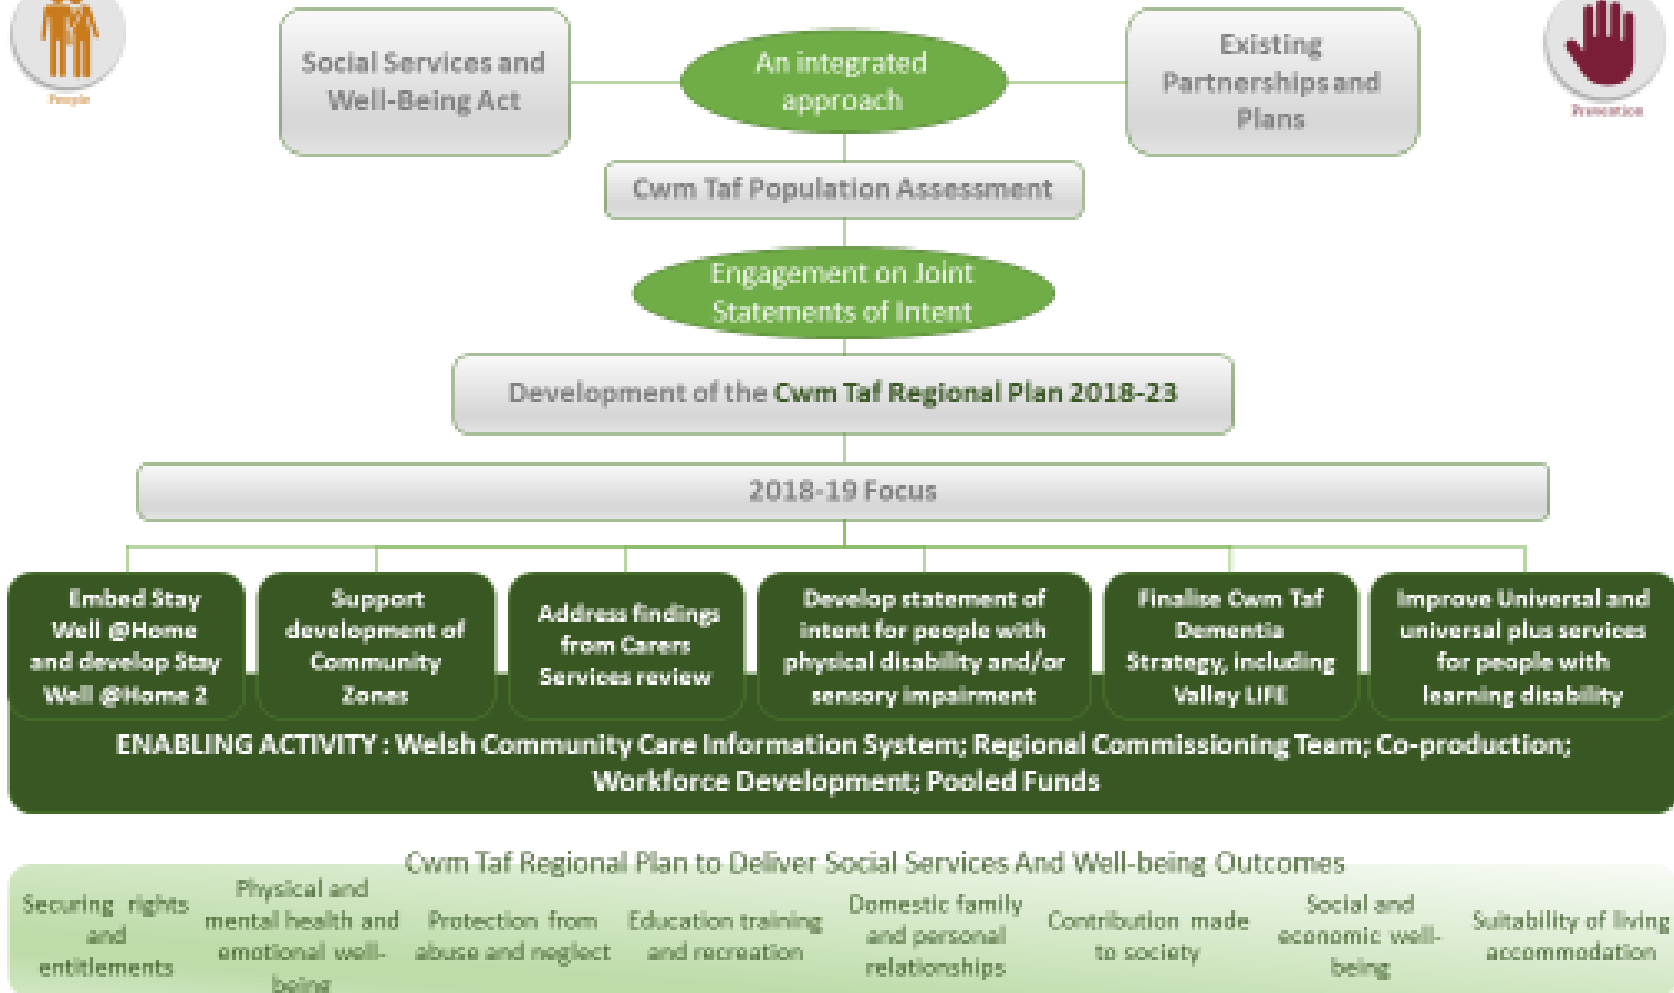 People
Social Services and
Well-Being Act
An integrated
approach
Existing
Partnerships and
Plans
Prevention
Cwm Taf Population Assessment
Engagement on Joint
Statements of Intent
Development of the Cwm Taf Regional Plan 2018-23
2018-19 Focus
Embed Stay
Well @Home
and develop Stay
Well @Home 2
Support
development of
Community
Zones
Address findings
from Carers
Services review
Develop statement of
intent for people with
physical disability and/or
sensory impairment
Finalise Cwm Taf
Dementia
Strategy, including
Valley LIFE
Improve Universal and
universal plus services
for people with
learning disability
ENABLING ACTIVITY : Welsh Community Care Information System; Regional Commissioning Team; Co-production;
Workforce Development; Pooled Funds
Cwm Taf Regional Plan to Deliver Social Services And Well-being Outcomes
Securing rights
and
entitlements
Physical and
mental health and
emotional well-
being
Protection from
abuse and neglect
Education training
and recreation
Domestic family
and personal
relationships
Contribution made
to society
Social and
economic well-
being
Suitability of living
accommodation